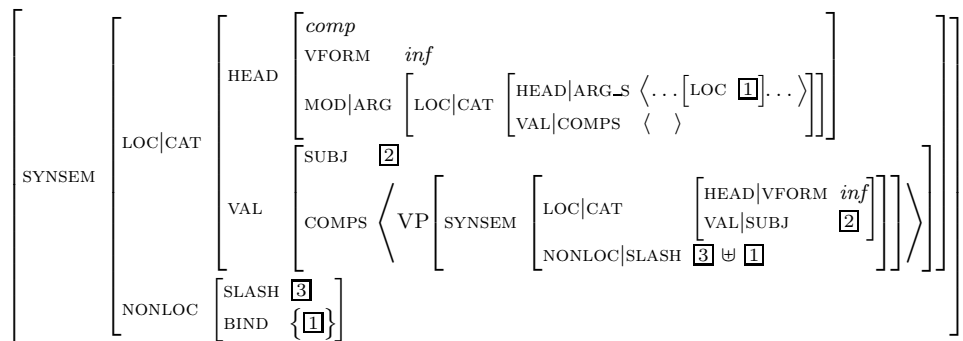 comp
VFORM inf
HEAD
MOD|ARG [LOC|CAT [HEAD|ARG_S ⟨…[LOC [1]]…⟩
VAL|COMPS ⟨ ⟩]]
LOC|CAT
SUBJ [2]
SYNSEM
HEAD|VFORM inf
LOC|CAT
VAL COMPS ⟨VP[SYNSEM
VAL|SUBJ [2]
NONLOC|SLASH [3] ⊎ [1]
SLASH [3]
NONLOC
BIND {[1]}